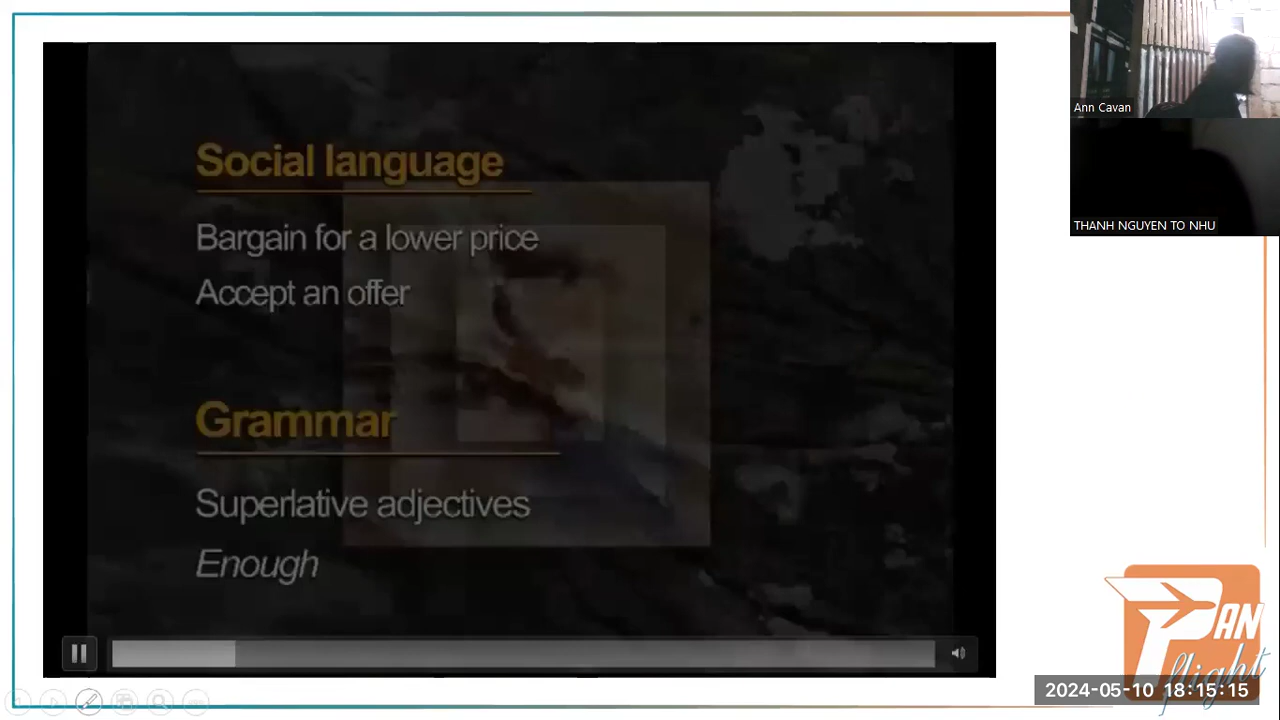 Social language
Bargain for a lower price
Accept an offer
Grammar
Superlative adjectives
Enough
Ann Cavan
THANH NGUYEN TO NHU
PAN
flight
2024-05-10 18:15:15